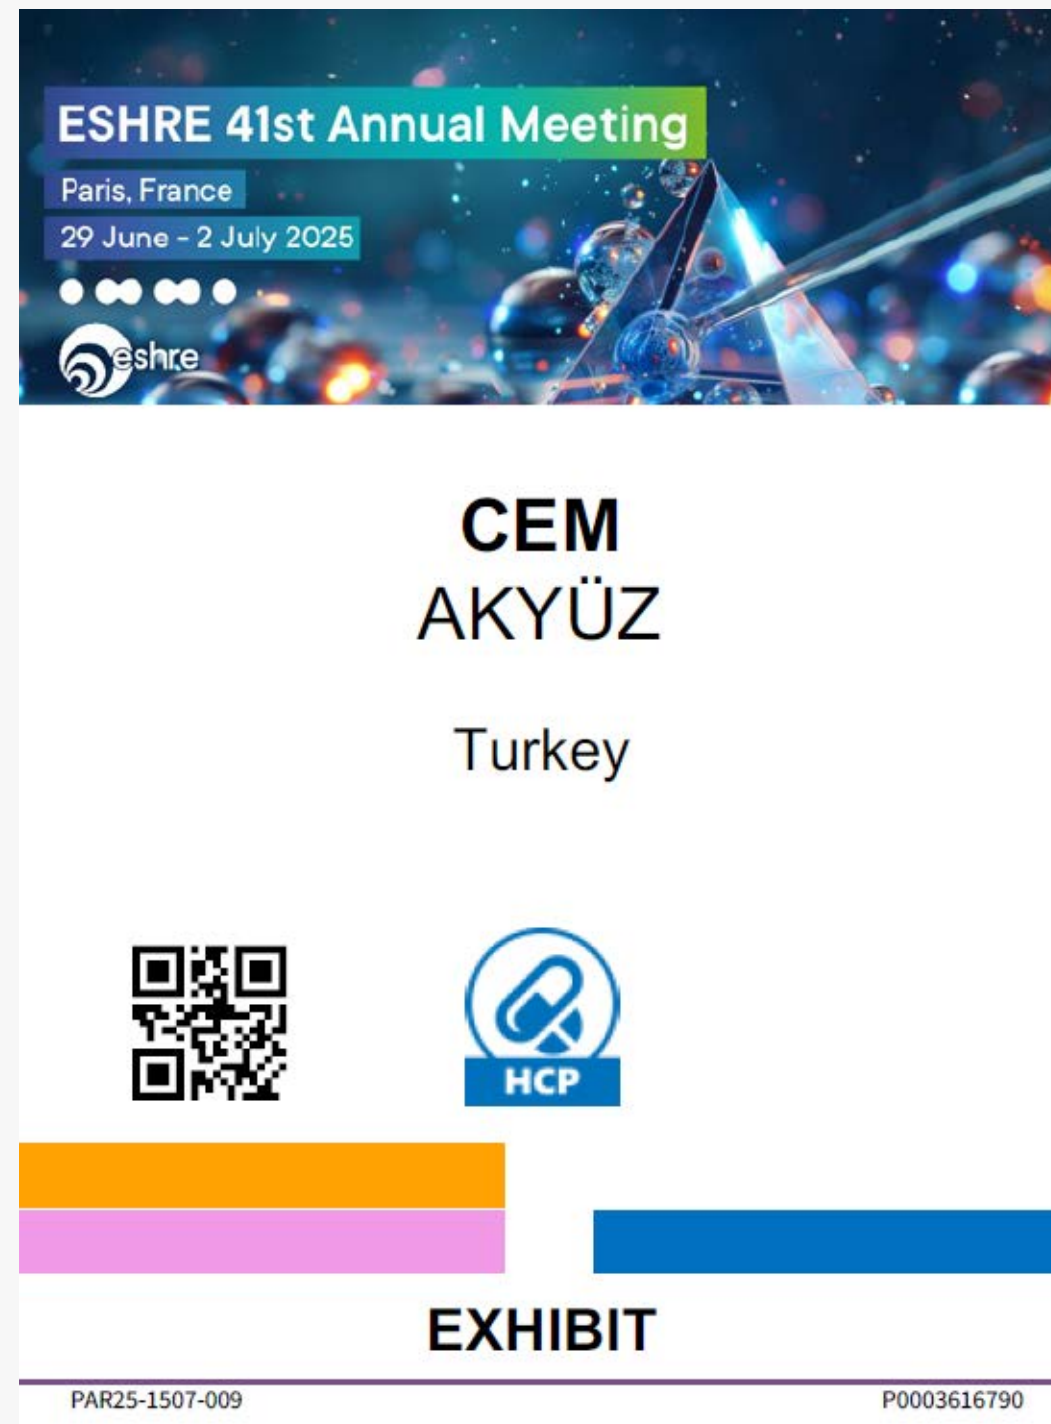 ESHRE 41st Annual Meeting
Paris, France
29 June - 2 July 2025
eshre
CEM
AKYÜZ
Turkey
HCP
EXHIBIT
PAR25-1507-009
P0003616790